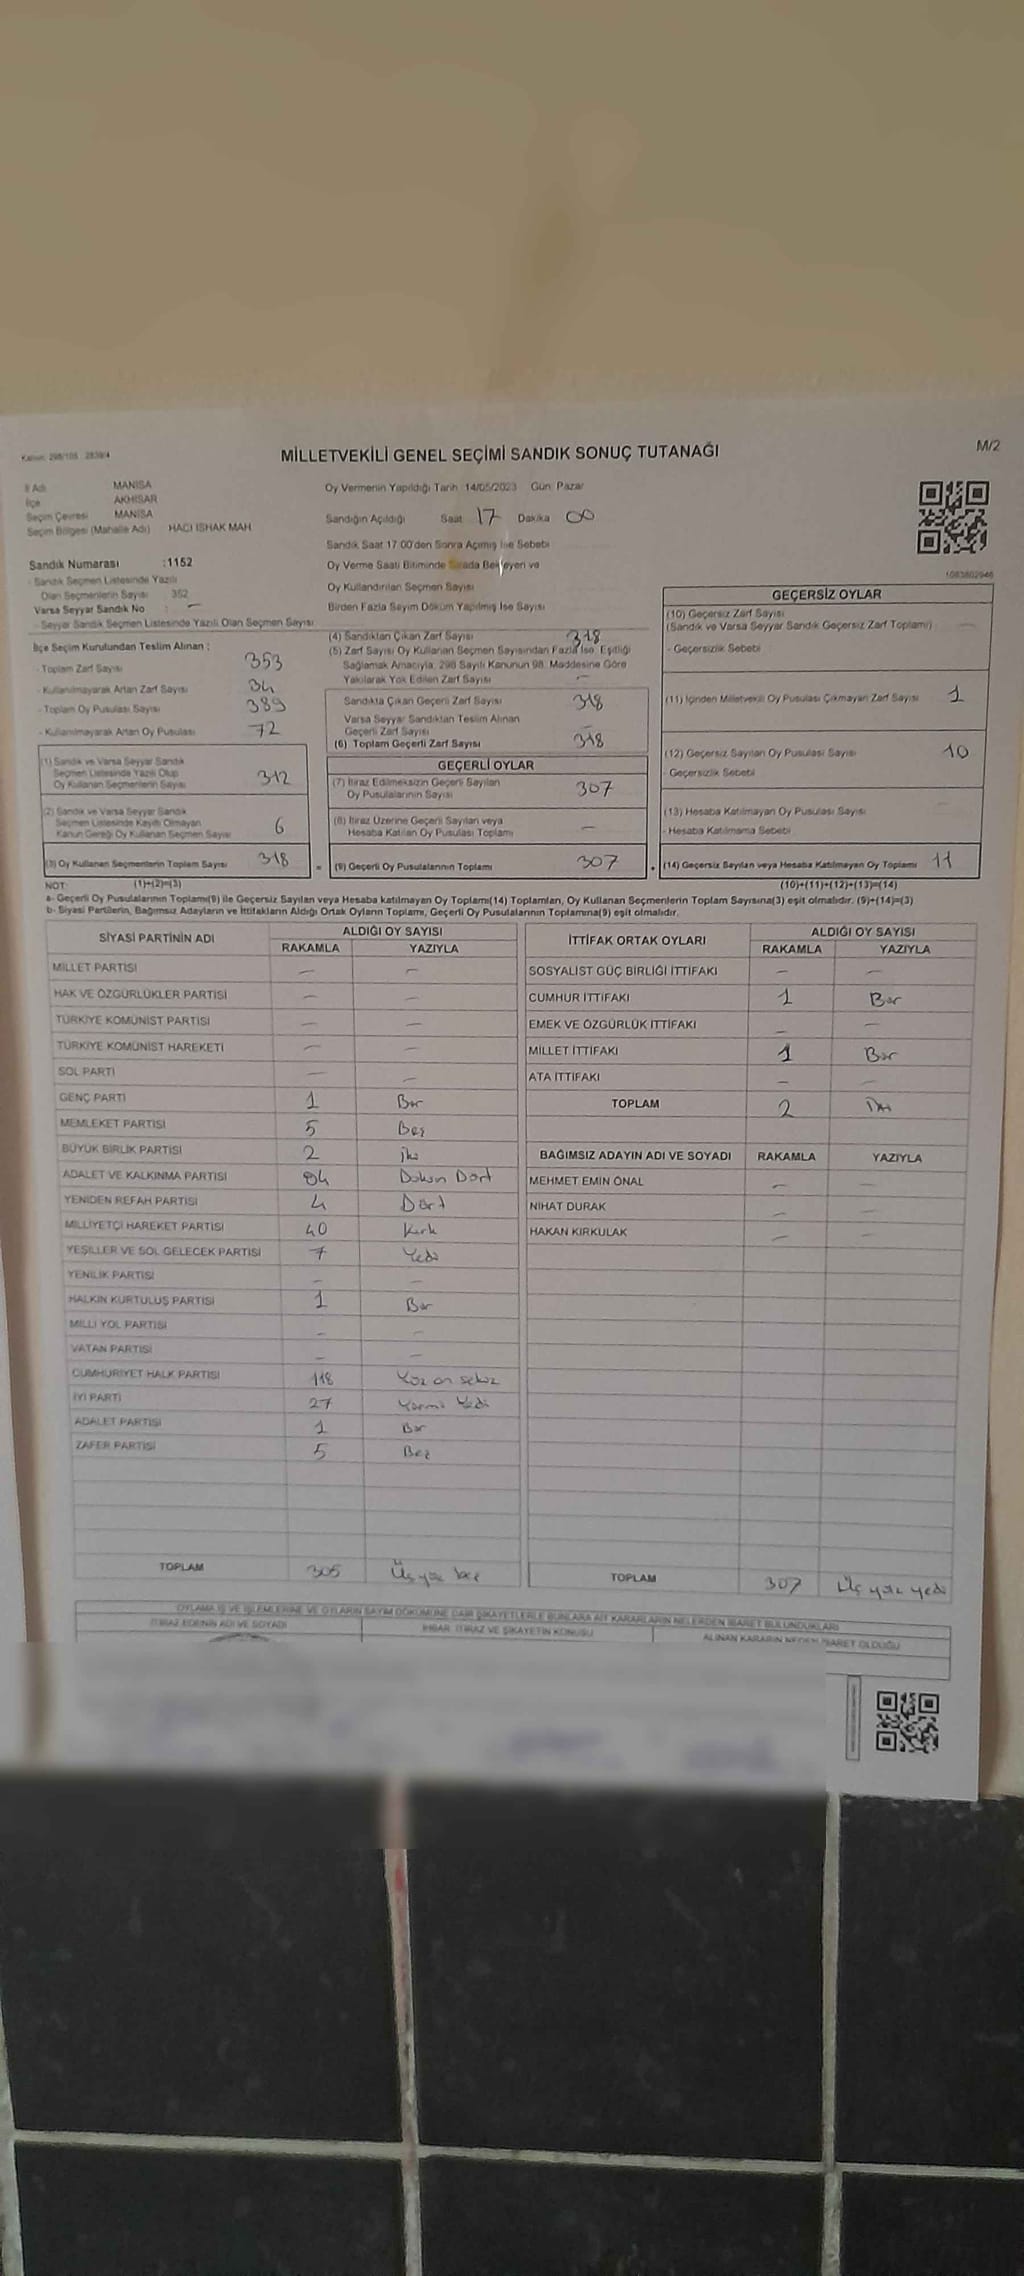 Kanun: 298/105 2839/4
MİLLETVEKİLİ GENEL SEÇİMİ SANDIK SONUÇ TUTANAĞI
M/2
İl Adı MANİSA
İlçe AKHİSAR
Seçim Çevresi MANİSA
Seçim Bölgesi (Mahalle Adı) HACI İSHAK MAH
Sandık Numarası :1152
- Sandık Seçmen Listesinde Yazılı
Olan Seçmenlerin Sayısı 352
Varsa Seyyar Sandık No : —
- Seyyar Sandık Seçmen Listesinde Yazılı Olan Seçmen Sayısı
Oy Vermenin Yapıldığı Tarih 14/05/2023 Gün: Pazar
Sandığın Açıldığı Saat 17 Dakika 00
Sandık Saat 17:00'den Sonra Açımış İse Sebebi
Oy Verme Saati Bitiminde Sırada Bekleyen ve
Oy Kullandırılan Seçmen Sayısı
Birden Fazla Sayım Döküm Yapılmış İse Sayısı
1083802946
İlçe Seçim Kurulundan Teslim Alınan :
- Toplam Zarf Sayısı 353
- Kullanılmayarak Artan Zarf Sayısı 34
- Toplam Oy Pusulası Sayısı 389
- Kullanılmayarak Artan Oy Pusulası 72
(1) Sandık ve Varsa Seyyar Sandık
Seçmen Listesinde Yazılı Olup
Oy Kullanan Seçmenlerin Sayısı 312
(2) Sandık ve Varsa Seyyar Sandık
Seçmen Listesinde Kayıtlı Olmayan
Kanun Gereği Oy Kullanan Seçmen Sayısı 6
(3) Oy Kullanan Seçmenlerin Toplam Sayısı 318
(4) Sandıktan Çıkan Zarf Sayısı 318
(5) Zarf Sayısı Oy Kullanan Seçmen Sayısından Fazla İse, Eşitliği
Sağlamak Amacıyla, 298 Sayılı Kanunun 98. Maddesine Göre
Yakılarak Yok Edilen Zarf Sayısı —
Sandıkta Çıkan Geçerli Zarf Sayısı 318
Varsa Seyyar Sandıktan Teslim Alınan
Geçerli Zarf Sayısı —
(6) Toplam Geçerli Zarf Sayısı 318
GEÇERLİ OYLAR
(7) İtiraz Edilmeksizin Geçerli Sayılan
Oy Pusulalarının Sayısı 307
(8) İtiraz Üzerine Geçerli Sayılan veya
Hesaba Katılan Oy Pusulası Toplamı —
= (9) Geçerli Oy Pusulalarının Toplamı 307
GEÇERSİZ OYLAR
(10) Geçersiz Zarf Sayısı
(Sandık ve Varsa Seyyar Sandık Geçersiz Zarf Toplamı) —
- Geçersizlik Sebebi
(11) İçinden Milletvekili Oy Pusulası Çıkmayan Zarf Sayısı 1
(12) Geçersiz Sayılan Oy Pusulası Sayısı 10
- Geçersizlik Sebebi
(13) Hesaba Katılmayan Oy Pusulası Sayısı
- Hesaba Katılmama Sebebi
+ (14) Geçersiz Sayılan veya Hesaba Katılmayan Oy Toplamı 11
NOT: (1)+(2)=(3) (10)+(11)+(12)+(13)=(14)
a- Geçerli Oy Pusulalarının Toplamı(9) ile Geçersiz Sayılan veya Hesaba katılmayan Oy Toplamı(14) Toplamları, Oy Kullanan Seçmenlerin Toplam Sayısına(3) eşit olmalıdır. (9)+(14)=(3)
b- Siyasi Partilerin, Bağımsız Adayların ve İttifakların Aldığı Ortak Oyların Toplamı, Geçerli Oy Pusulalarının Toplamına(9) eşit olmalıdır.
SİYASİ PARTİNİN ADI ALDIĞI OY SAYISI
RAKAMLA YAZIYLA
MİLLET PARTİSİ — —
HAK VE ÖZGÜRLÜKLER PARTİSİ — —
TÜRKİYE KOMÜNİST PARTİSİ — —
TÜRKİYE KOMÜNİST HAREKETİ — —
SOL PARTİ — —
GENÇ PARTİ 1 Bir
MEMLEKET PARTİSİ 5 Beş
BÜYÜK BİRLİK PARTİSİ 2 iki
ADALET VE KALKINMA PARTİSİ 94 Doksan Dört
YENİDEN REFAH PARTİSİ 4 Dört
MİLLİYETÇİ HAREKET PARTİSİ 40 Kırk
YEŞİLLER VE SOL GELECEK PARTİSİ 7 Yedi
YENİLİK PARTİSİ — —
HALKIN KURTULUŞ PARTİSİ 1 Bir
MİLLİ YOL PARTİSİ — —
VATAN PARTİSİ — —
CUMHURİYET HALK PARTİSİ 118 Yüz on sekiz
İYİ PARTİ 27 Yirmi Yedi
ADALET PARTİSİ 1 Bir
ZAFER PARTİSİ 5 Beş
TOPLAM 305 Üç yüz beş
İTTİFAK ORTAK OYLARI ALDIĞI OY SAYISI
RAKAMLA YAZIYLA
SOSYALİST GÜÇ BİRLİĞİ İTTİFAKI — —
CUMHUR İTTİFAKI 1 Bir
EMEK VE ÖZGÜRLÜK İTTİFAKI — —
MİLLET İTTİFAKI 1 Bir
ATA İTTİFAKI — —
TOPLAM 2 İki
BAĞIMSIZ ADAYIN ADI VE SOYADI RAKAMLA YAZIYLA
MEHMET EMİN ÖNAL — —
NİHAT DURAK — —
HAKAN KIRKULAK — —
TOPLAM 307 Üç yüz yedi
OYLAMA İŞ VE İŞLEMLERİNE VE OYLARIN SAYIM DÖKÜMÜNE DAİR ŞİKAYETLERLE BUNLARA AİT KARARLARIN NELERDEN İBARET BULUNDUKLARI
İTİRAZ EDENİN ADI VE SOYADI İHBAR, İTİRAZ VE ŞİKAYETİN KONUSU ALINAN KARARIN NEDEN İBARET OLDUĞU